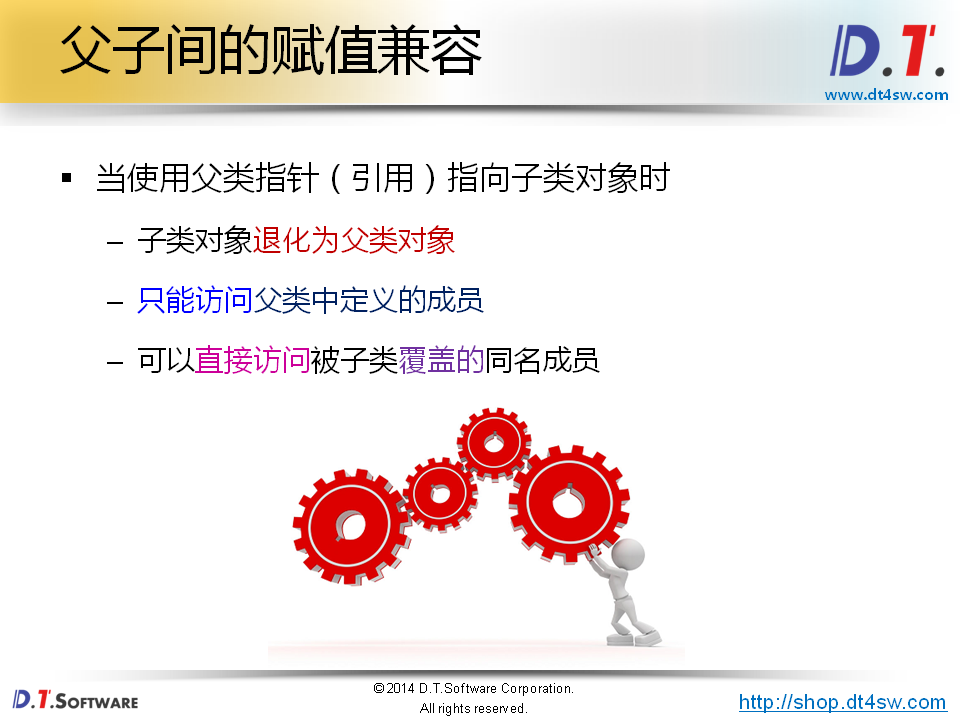 父子间的赋值兼容
D.T.
www.dt4sw.com
▪ 当使用父类指针（引用）指向子类对象时
– 子类对象退化为父类对象
– 只能访问父类中定义的成员
– 可以直接访问被子类覆盖的同名成员
D.T.SOFTWARE
©2014 D.T.Software Corporation.
All rights reserved.
http://shop.dt4sw.com